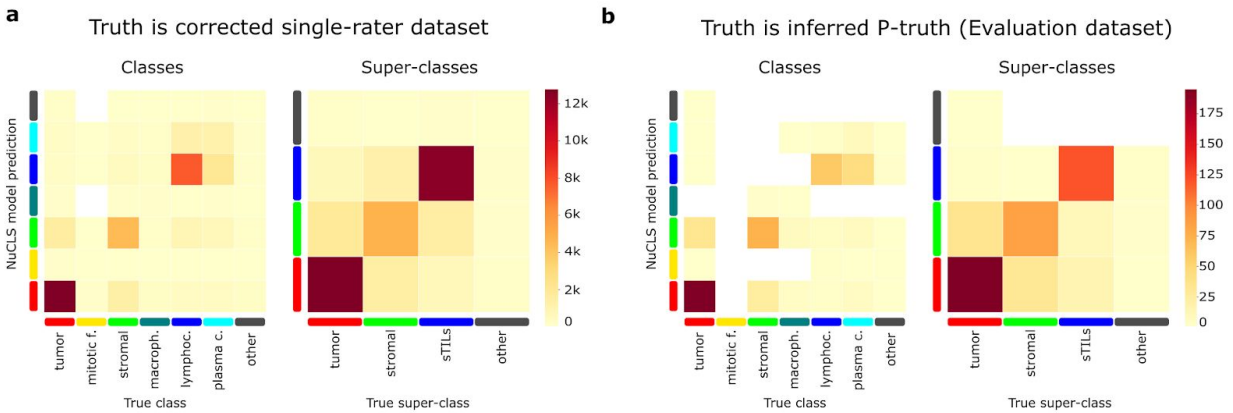 a
Truth is corrected single-rater dataset
Classes
Super-classes
NuCLS model prediction
12k
10k
8k
6k
4k
2k
0
tumor
mitotic f.
stromal
macroph.
lymphoc.
plasma c.
other
True class
tumor
stromal
sTILs
other
True super-class
b
Truth is inferred P-truth (Evaluation dataset)
Classes
Super-classes
NuCLS model prediction
175
150
125
100
75
50
25
0
tumor
mitotic f.
stromal
macroph.
lymphoc.
plasma c.
other
True class
tumor
stromal
sTILs
other
True super-class